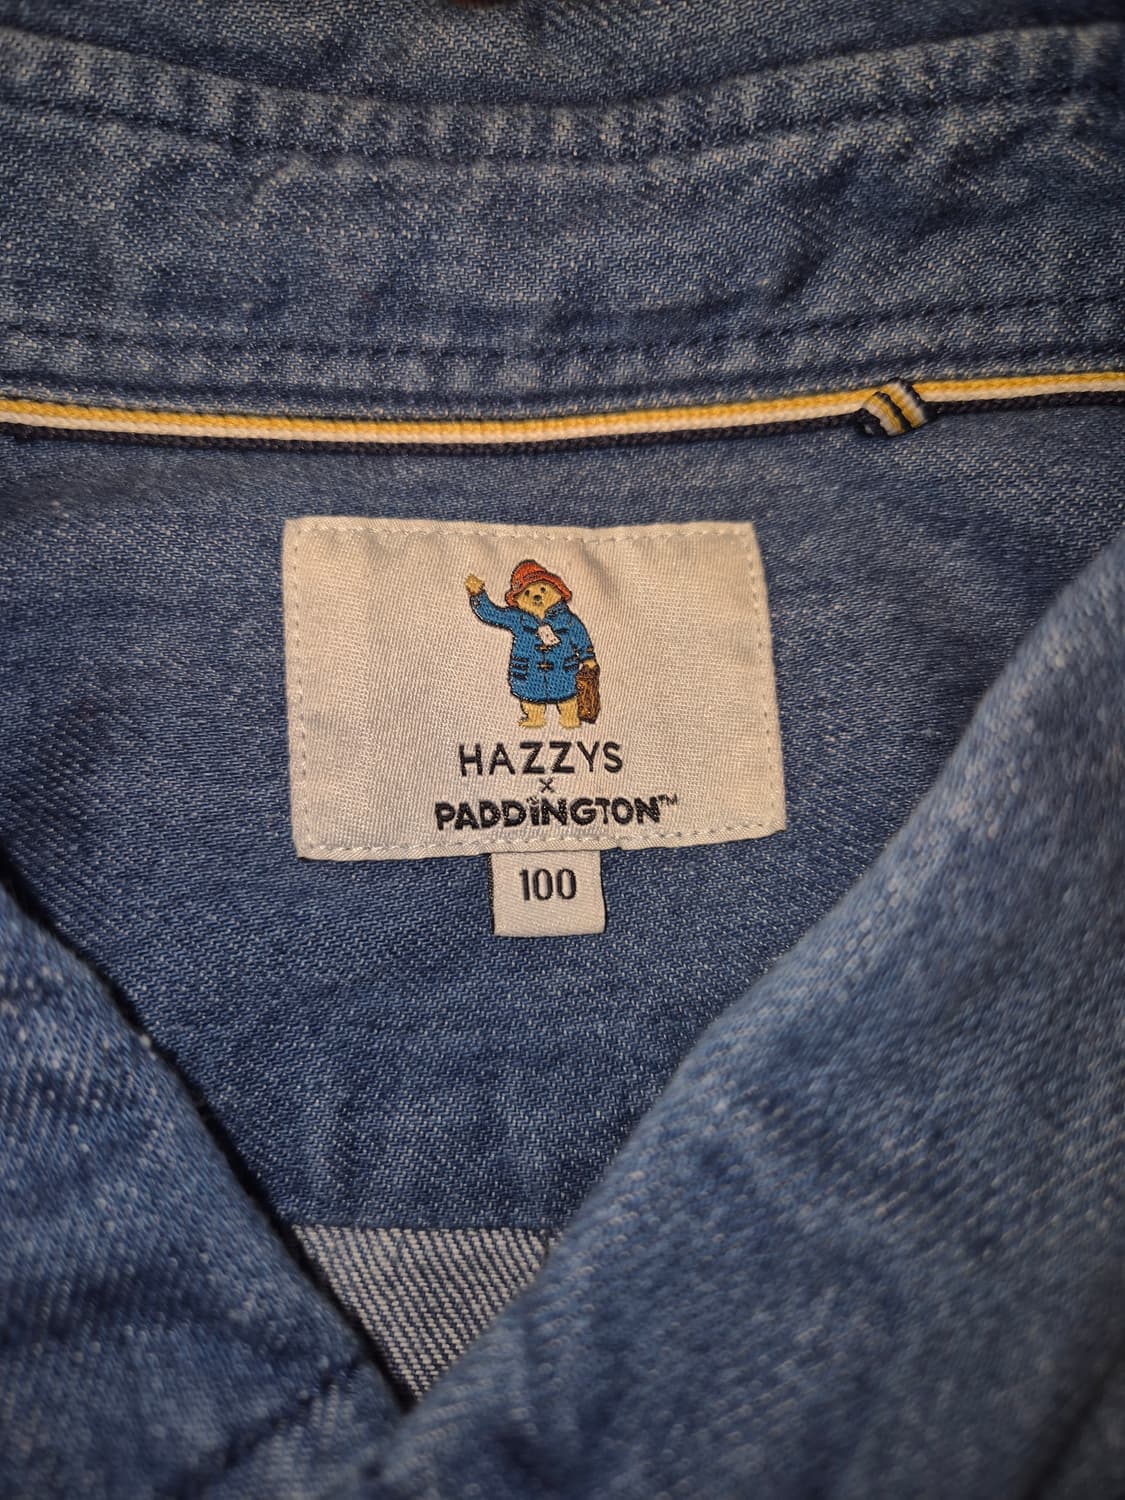 HAZZYS
×
PADDINGTON™
100